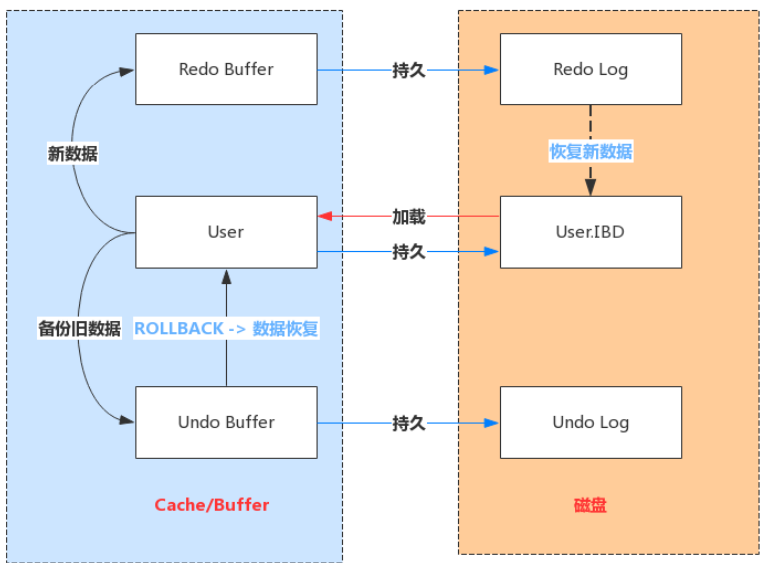 Redo Buffer
持久
Redo Log
新数据
恢复新数据
User
加载
持久
User.IBD
备份旧数据
ROLLBACK -> 数据恢复
Undo Buffer
持久
Undo Log
Cache/Buffer
磁盘